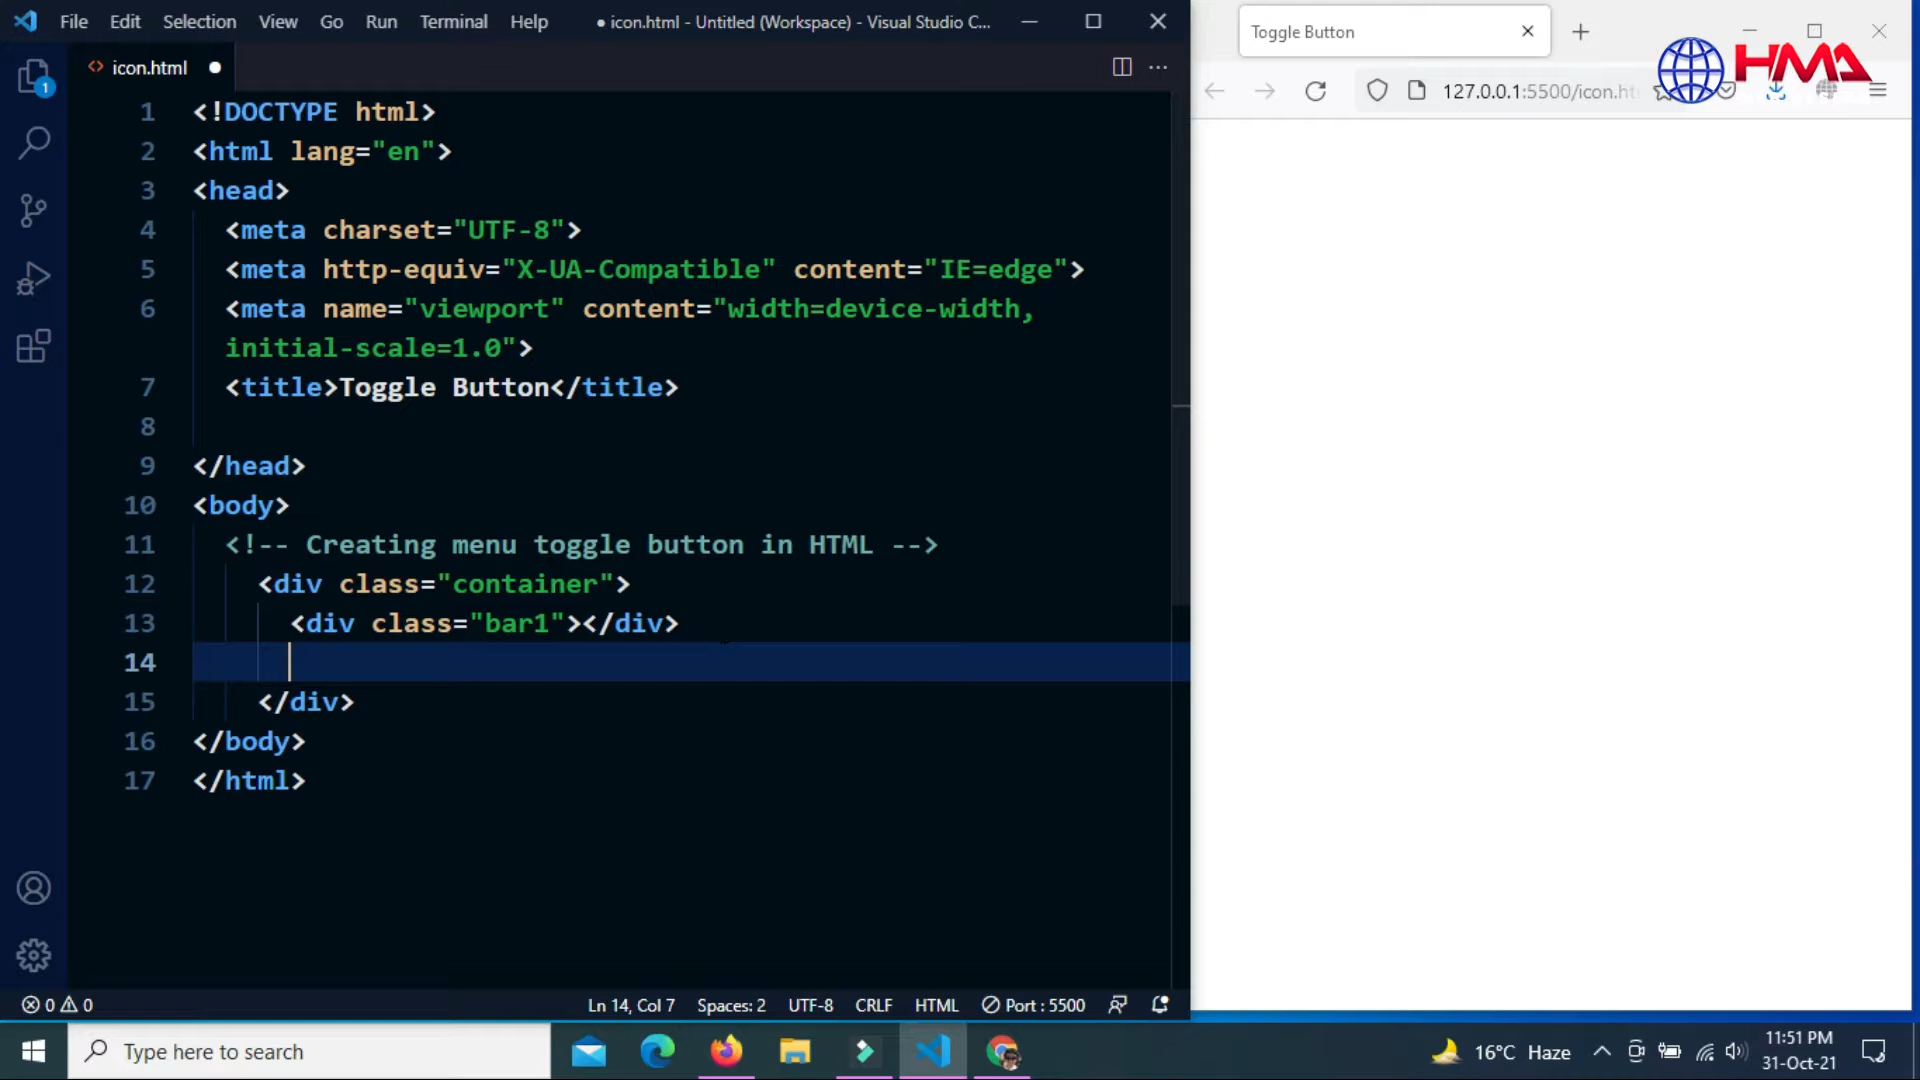 File Edit Selection View Go Run Terminal Help ● icon.html - Untitled (Workspace) - Visual Studio C...
Toggle Button
HMA
<> icon.html ●
127.0.0.1:5500/icon.ht
1
1 <!DOCTYPE html>
2 <html lang="en">
3 <head>
4 <meta charset="UTF-8">
5 <meta http-equiv="X-UA-Compatible" content="IE=edge">
6 <meta name="viewport" content="width=device-width,
initial-scale=1.0">
7 <title>Toggle Button</title>
8
9 </head>
10 <body>
11 <!-- Creating menu toggle button in HTML -->
12 <div class="container">
13 <div class="bar1"></div>
14
15 </div>
16 </body>
17 </html>
0 0 Ln 14, Col 7 Spaces: 2 UTF-8 CRLF HTML Port : 5500
Type here to search
16°C Haze
11:51 PM
31-Oct-21